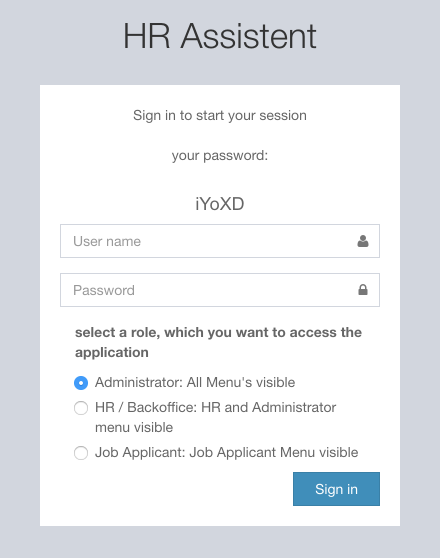 HR Assistent
Sign in to start your session
your password:
iYoXD
User name
Password
select a role, which you want to access the
application
Administrator: All Menu's visible
HR / Backoffice: HR and Administrator
menu visible
Job Applicant: Job Applicant Menu visible
Sign in